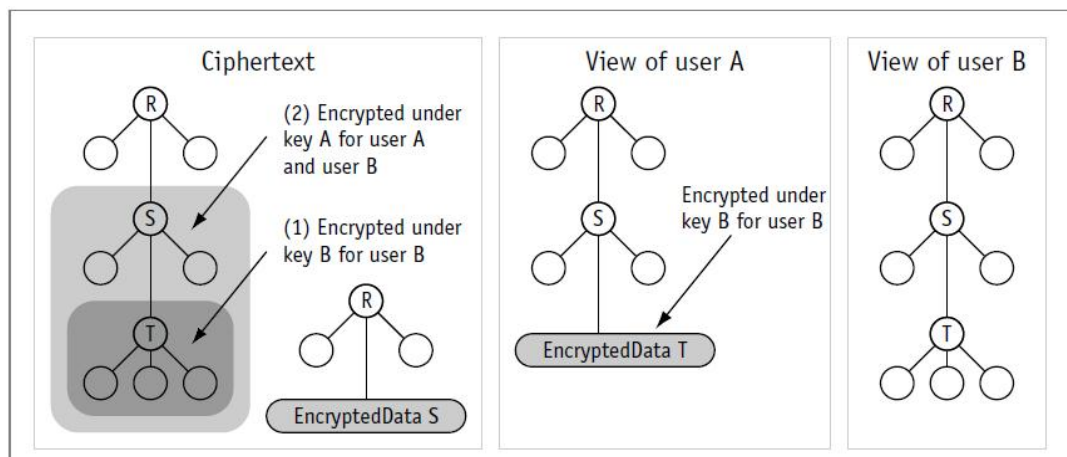 Ciphertext
R
(2) Encrypted under
key A for user A
and user B
S
(1) Encrypted under
key B for user B
T
R
EncryptedData S
View of user A
R
S
Encrypted under
key B for user B
EncryptedData T
View of user B
R
S
T